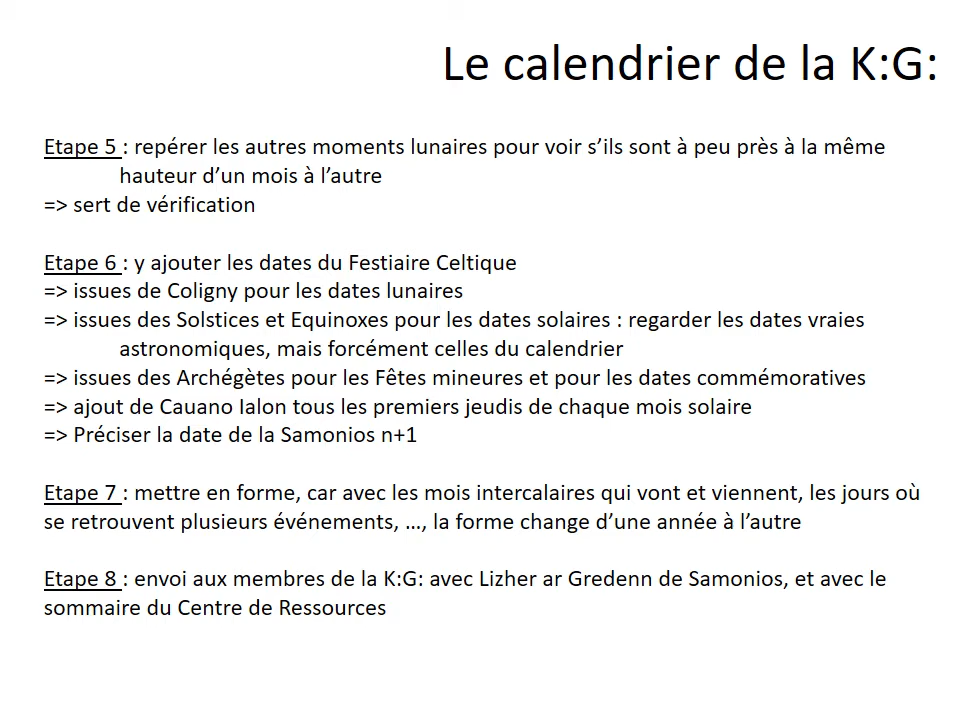 Le calendrier de la K:G:
Etape 5 : repérer les autres moments lunaires pour voir s’ils sont à peu près à la même
hauteur d’un mois à l’autre
=> sert de vérification
Etape 6 : y ajouter les dates du Festiaire Celtique
=> issues de Coligny pour les dates lunaires
=> issues des Solstices et Equinoxes pour les dates solaires : regarder les dates vraies
astronomiques, mais forcément celles du calendrier
=> issues des Archégètes pour les Fêtes mineures et pour les dates commémoratives
=> ajout de Cauano Ialon tous les premiers jeudis de chaque mois solaire
=> Préciser la date de la Samonios n+1
Etape 7 : mettre en forme, car avec les mois intercalaires qui vont et viennent, les jours où
se retrouvent plusieurs événements, …, la forme change d’une année à l’autre
Etape 8 : envoi aux membres de la K:G: avec Lizher ar Gredenn de Samonios, et avec le
sommaire du Centre de Ressources